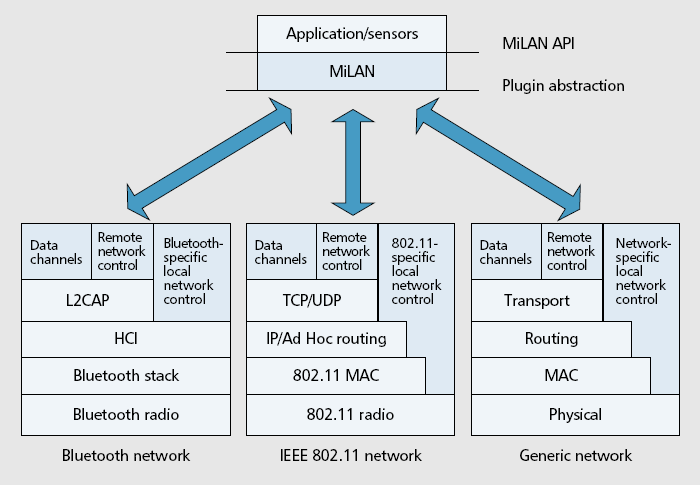 Application/sensors
MiLAN API
MiLAN
Plugin abstraction
Data
channels
Remote
network
control
Bluetooth-
specific
local
network
control
L2CAP
HCI
Bluetooth stack
Bluetooth radio
Bluetooth network
Data
channels
Remote
network
control
802.11-
specific
local
network
control
TCP/UDP
IP/Ad Hoc routing
802.11 MAC
802.11 radio
IEEE 802.11 network
Data
channels
Remote
network
control
Network-
specific
local
network
control
Transport
Routing
MAC
Physical
Generic network